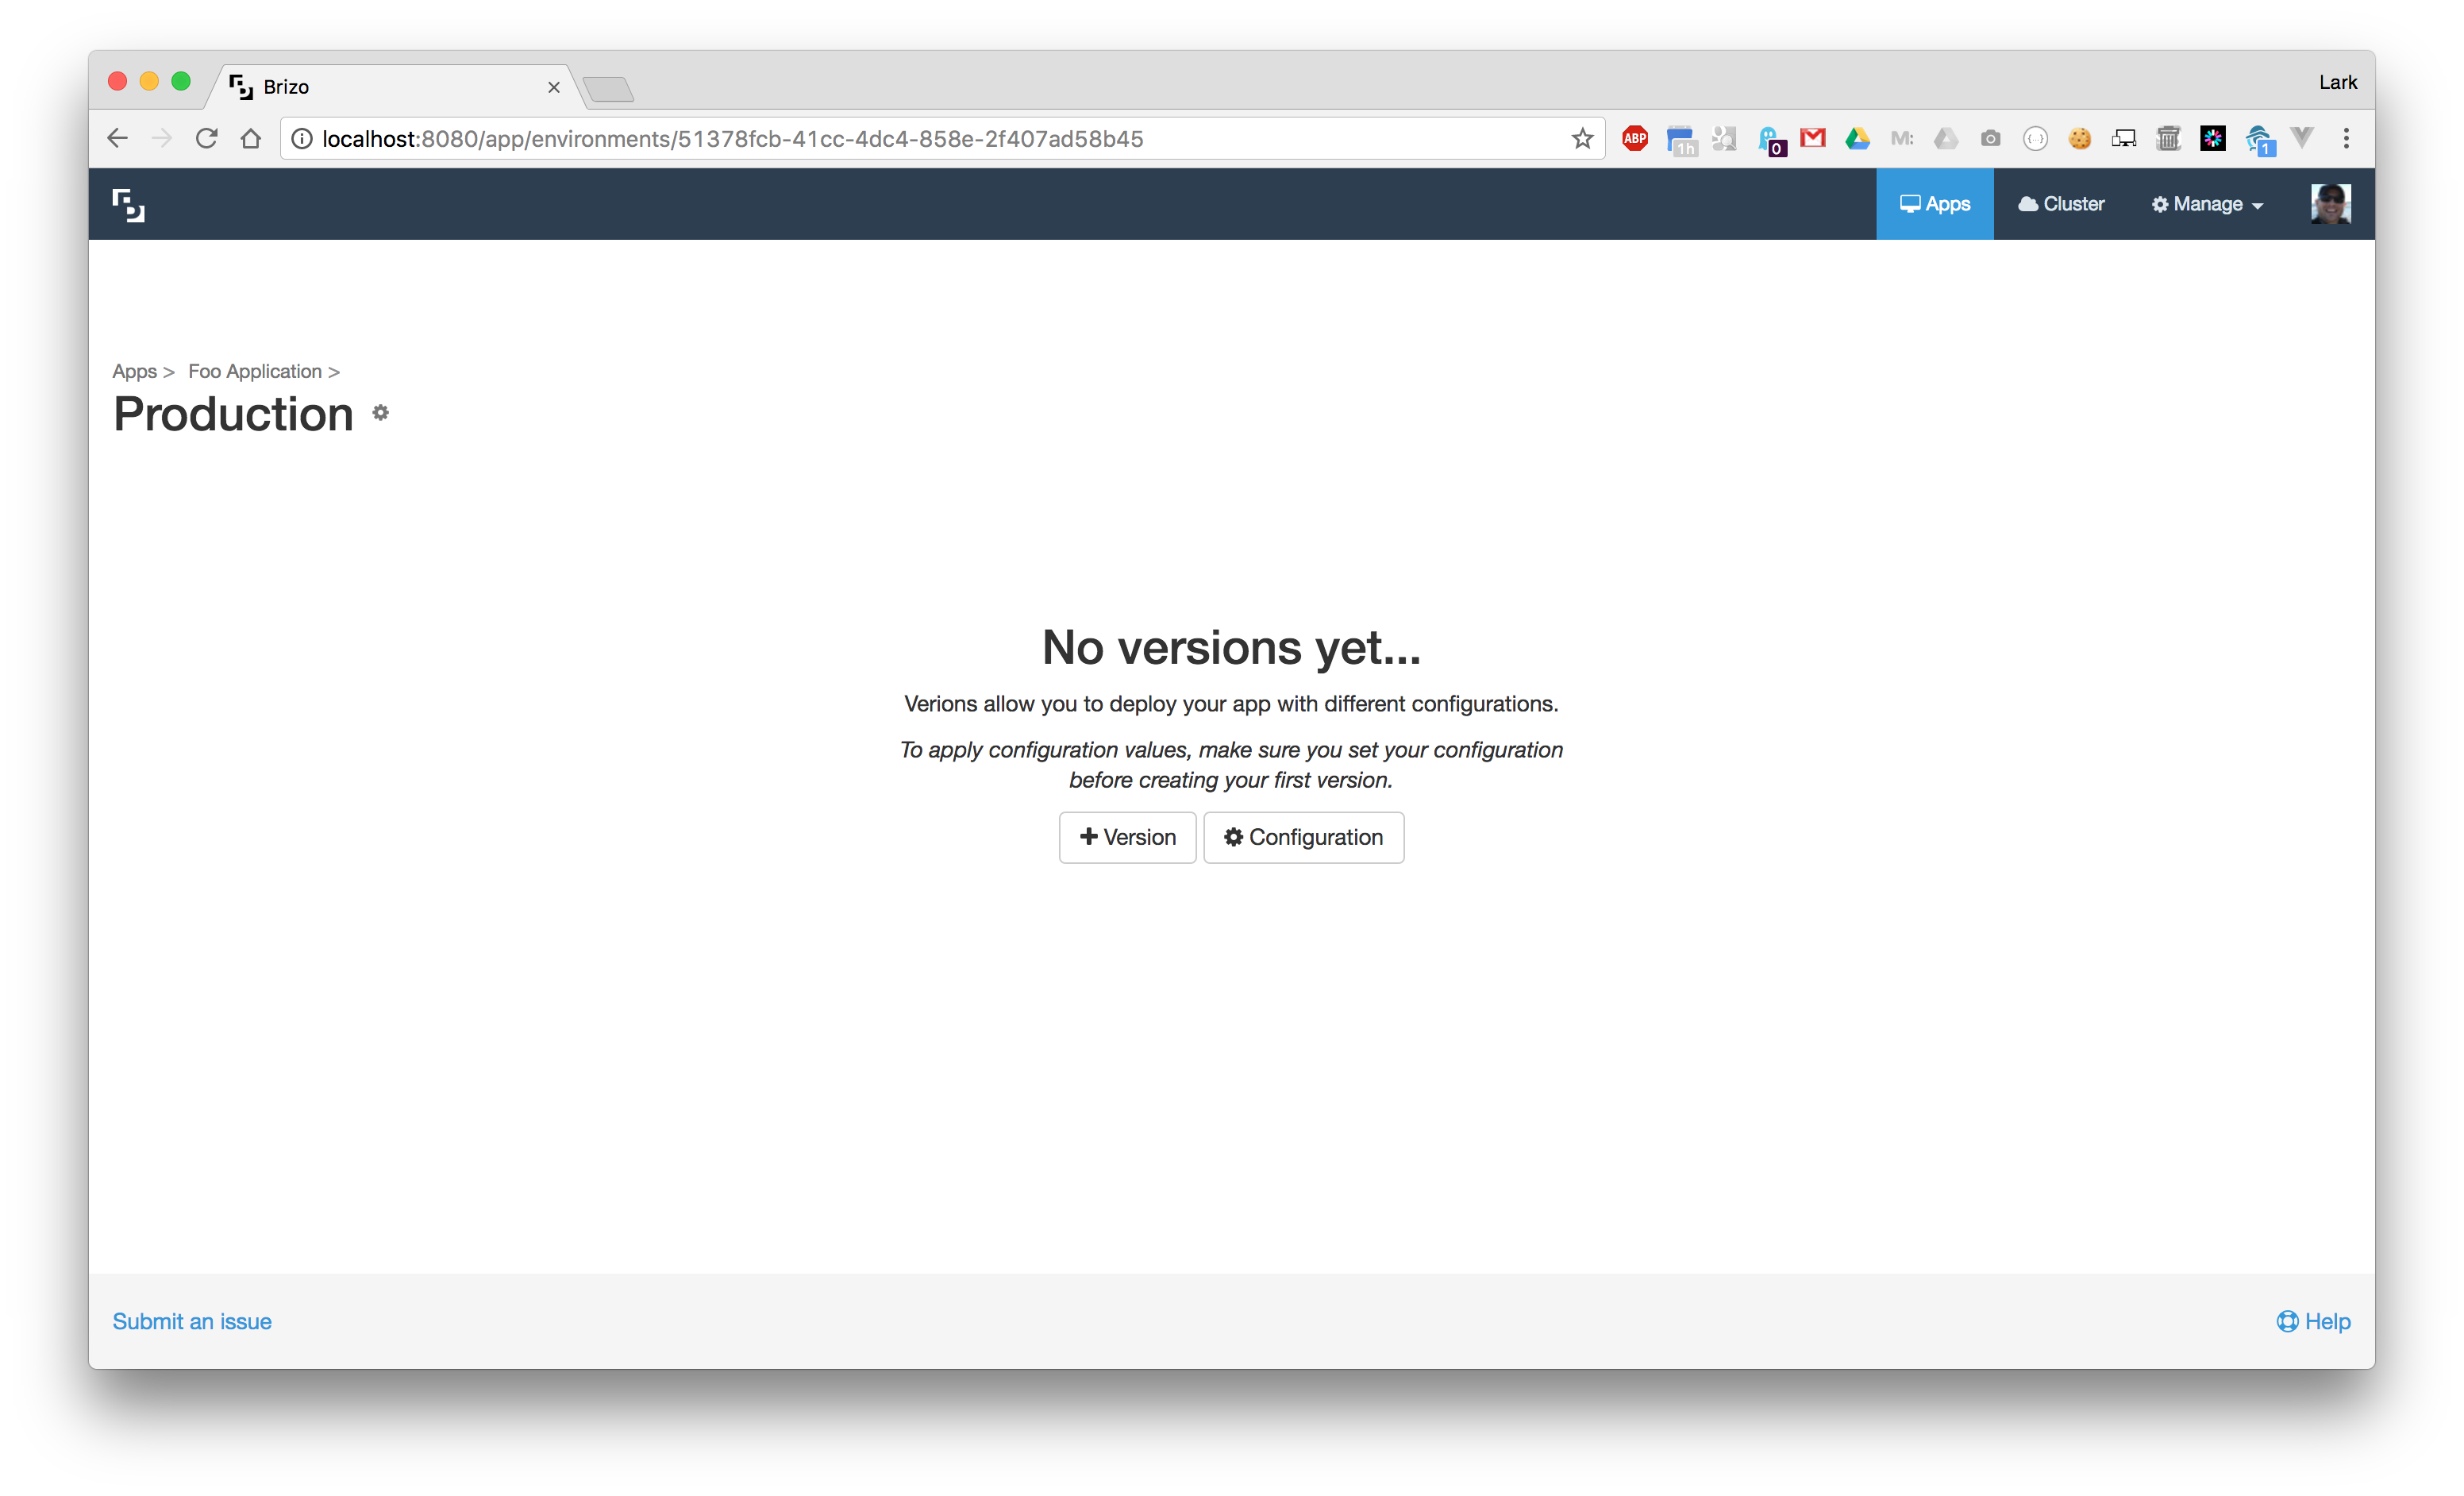 Brizo
Lark
localhost:8080/app/environments/51378fcb-41cc-4dc4-858e-2f407ad58b45
ABP
1h
0
M:
{...}
1
Apps
Cluster
Manage
Apps >
Foo Application >
Production
No versions yet...
Verions allow you to deploy your app with different configurations.
To apply configuration values, make sure you set your configuration
before creating your first version.
Version
Configuration
Submit an issue
Help